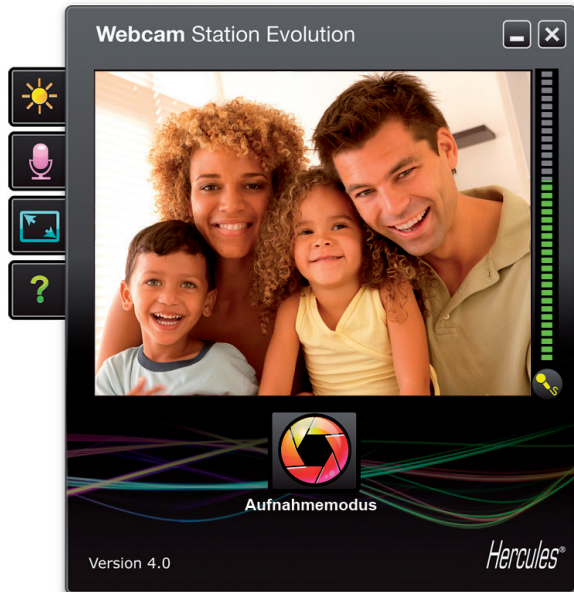 Webcam Station Evolution
?
S
Aufnahmemodus
Version 4.0
Hercules®